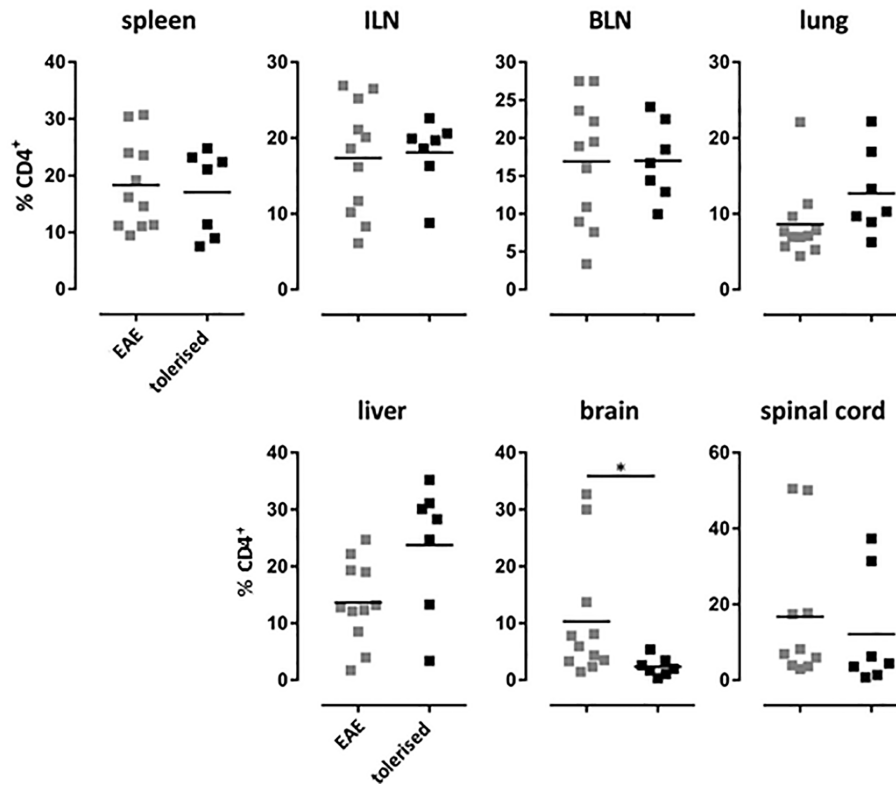 spleen ILN BLN lung
40 30 30 30
25
30
20 20 20
20
15
10 10 10
10
5
0 0 0 0
% CD4⁺
EAE tolerised
liver brain spinal cord
40 40 60
30 30
40
20 20
20
10 10
0 0 0
% CD4⁺
*
EAE tolerised